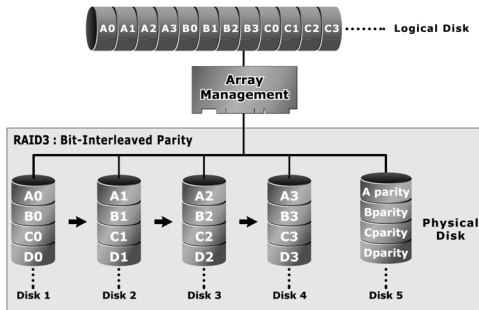 A0 A1 A2 A3 B0 B1 B2 B3 C0 C1 C2 C3 Logical Disk
Array
Management
RAID3 : Bit-Interleaved Parity
A0 A1 A2 A3 A parity
B0 B1 B2 B3 Bparity
C0 C1 C2 C3 Cparity
D0 D1 D2 D3 Dparity
Physical
Disk
Disk 1 Disk 2 Disk 3 Disk 4 Disk 5